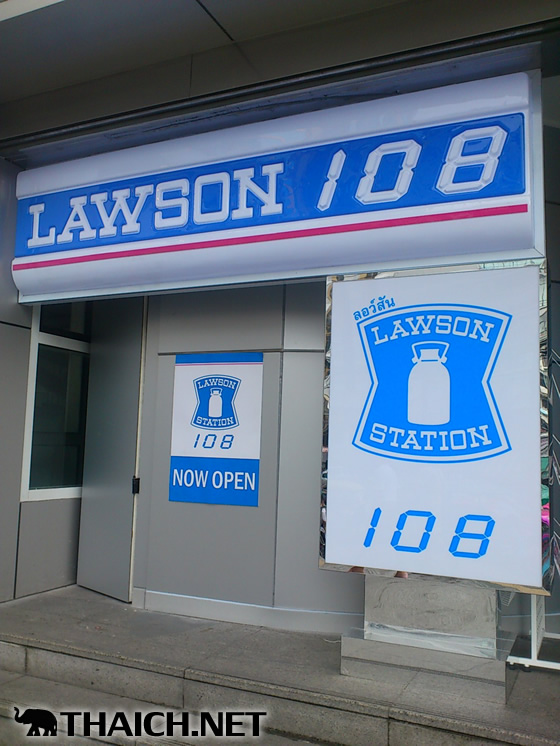 LAWSON 108
ลอว์สัน
LAWSON
STATION
108
LAWSON
STATION
108
NOW OPEN
THAICH.NET